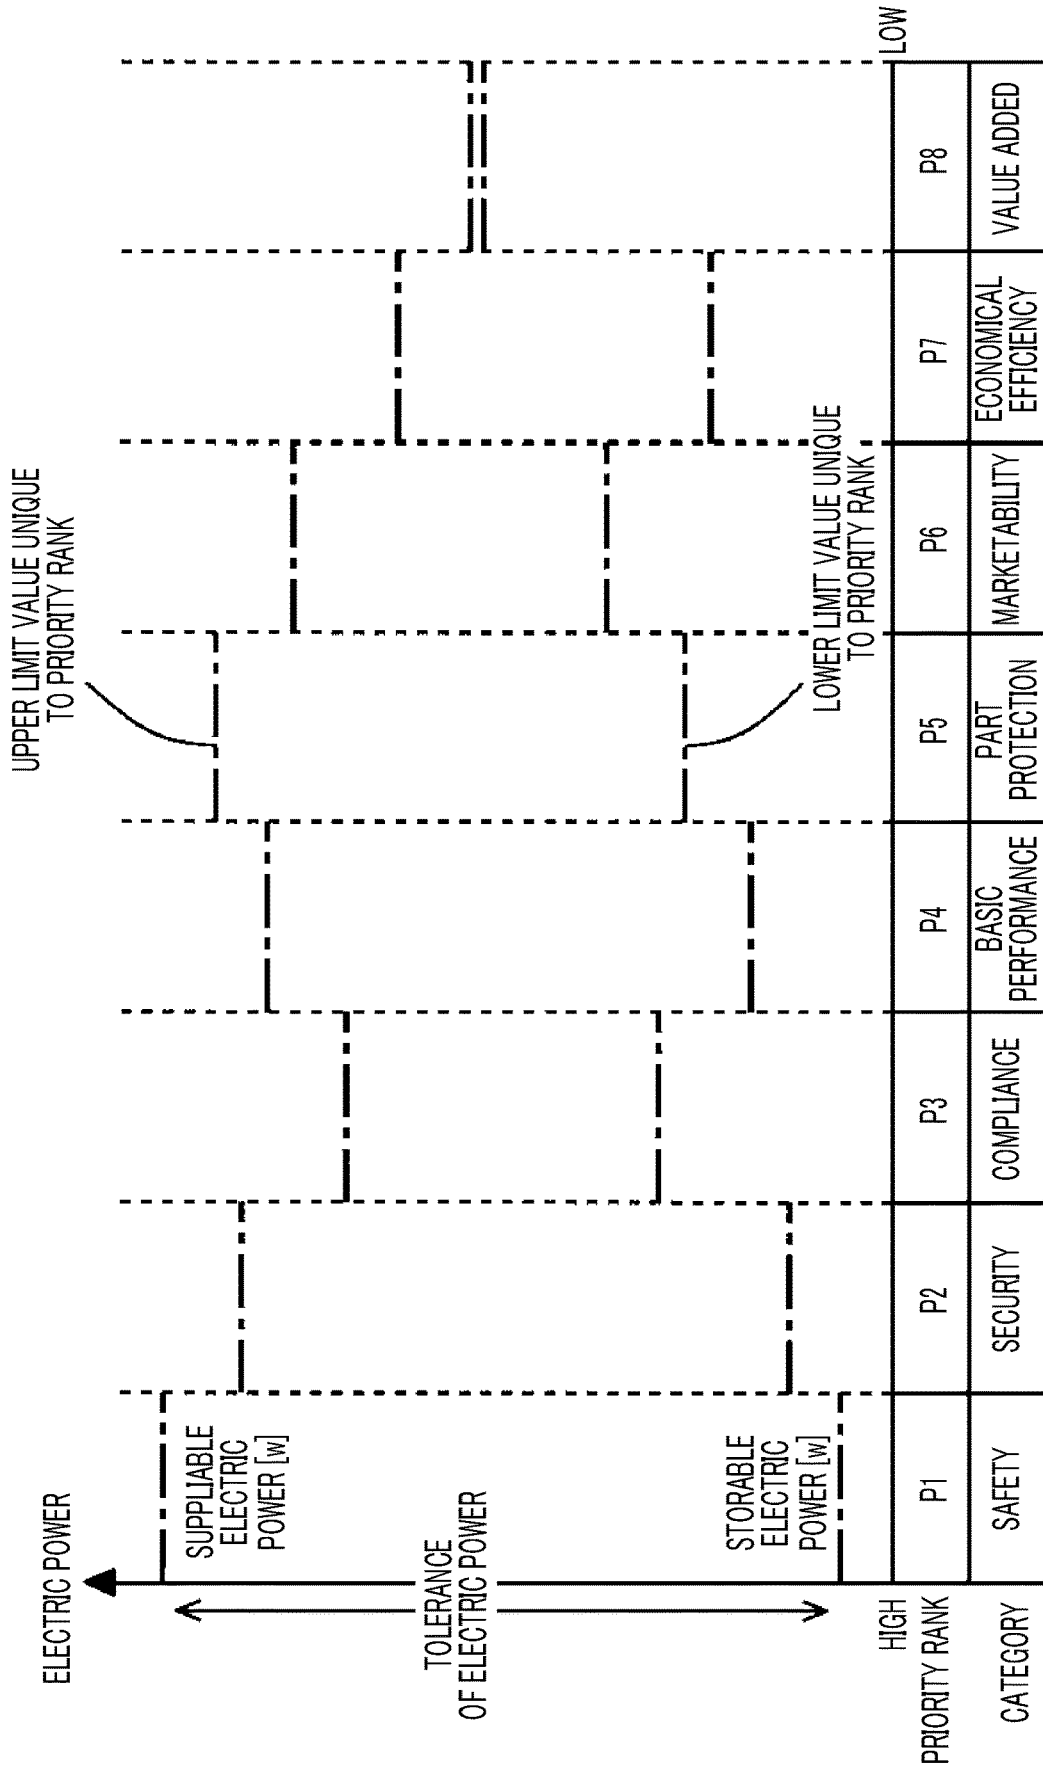 ELECTRIC POWER
UPPER LIMIT VALUE UNIQUE
TO PRIORITY RANK
SUPPLIABLE
ELECTRIC
POWER [w]
TOLERANCE
OF ELECTRIC POWER
STORABLE
ELECTRIC
POWER [w]
LOWER LIMIT VALUE UNIQUE
TO PRIORITY RANK
HIGH
LOW
PRIORITY RANK
P1
P2
P3
P4
P5
P6
P7
P8
CATEGORY
SAFETY
SECURITY
COMPLIANCE
BASIC
PERFORMANCE
PART
PROTECTION
MARKETABILITY
ECONOMICAL
EFFICIENCY
VALUE ADDED